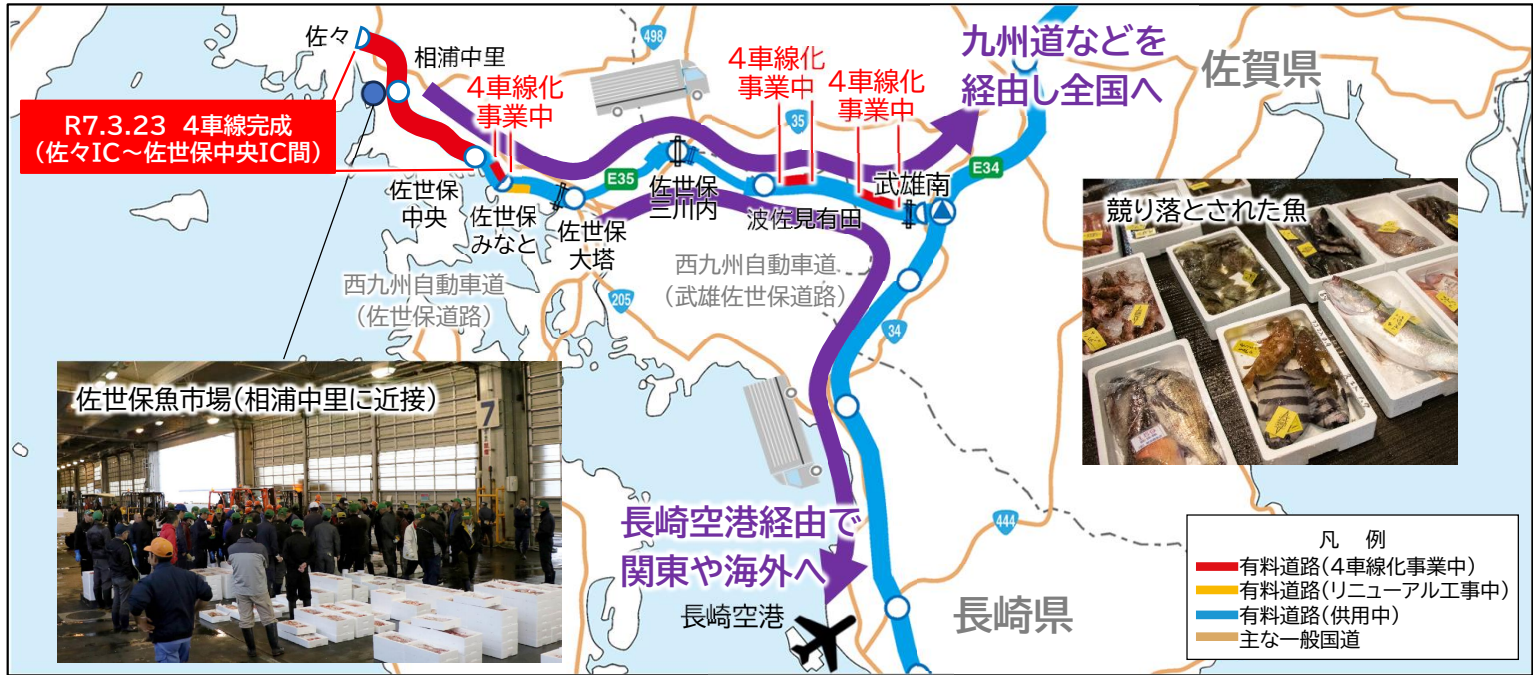 佐々
相浦中里
498
4車線化
事業中
4車線化
事業中
4車線化
事業中
九州道などを
経由し全国へ
佐賀県
R7.3.23 4車線完成
(佐々IC～佐世保中央IC間)
35
E35
E34
佐世保
中央
佐世保
みなと
佐世保
大塔
佐世保
三川内
波佐見有田
武雄南
競り落とされた魚
西九州自動車道
(佐世保道路)
西九州自動車道
(武雄佐世保道路)
205
34
佐世保魚市場(相浦中里に近接)
7
長崎空港経由で
関東や海外へ
444
長崎空港
長崎県
凡 例
有料道路(4車線化事業中)
有料道路(リニューアル工事中)
有料道路(供用中)
主な一般国道